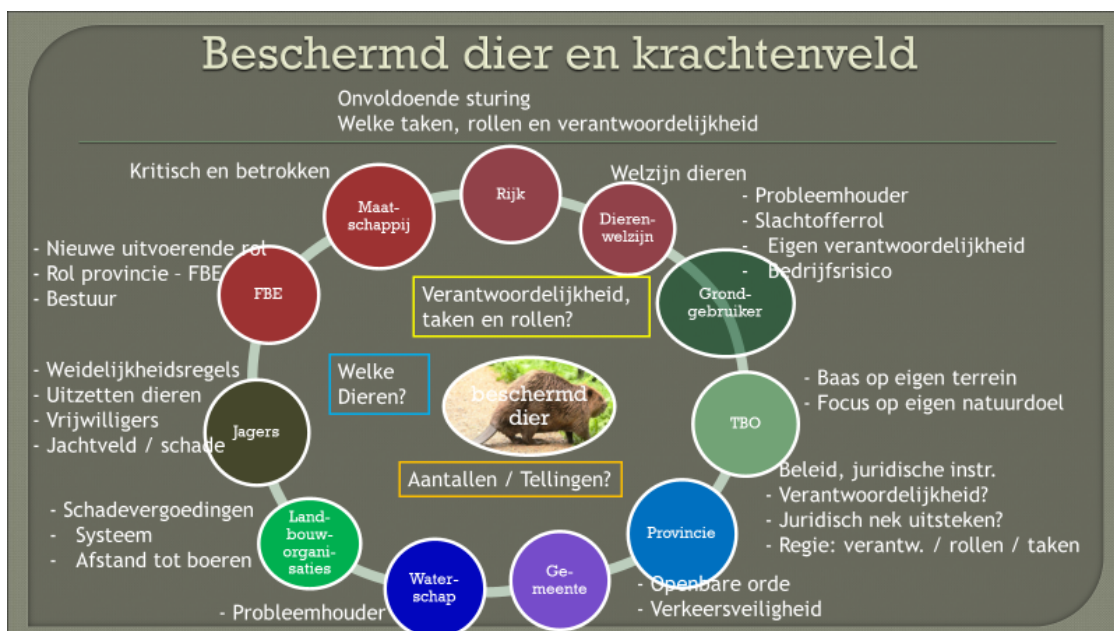 Beschermd dier en krachtenveld
Onvoldoende sturing
Welke taken, rollen en verantwoordelijkheid
Kritisch en betrokken
Maat-
schappij
Rijk
Welzijn dieren
Dieren-
welzijn
- Probleemhouder
- Slachtofferrol
- Eigen verantwoordelijkheid
- Bedrijfsrisico
Grond-
gebruiker
- Nieuwe uitvoerende rol
- Rol provincie - FBE
- Bestuur
FBE
Verantwoordelijkheid,
taken en rollen?
Welke
Dieren?
beschermd
dier
Aantallen / Tellingen?
- Weidelijkheidsregels
- Uitzetten dieren
- Vrijwilligers
- Jachtveld / schade
Jagers
- Baas op eigen terrein
- Focus op eigen natuurdoel
TBO
Beleid, juridische instr.
- Verantwoordelijkheid?
- Juridisch nek uitsteken?
- Regie: verantw. / rollen / taken
Provincie
- Schadevergoedingen
- Systeem
- Afstand tot boeren
Land-
bouw-
organi-
saties
- Probleemhouder
Water-
schap
Ge-
meente
- Openbare orde
- Verkeersveiligheid